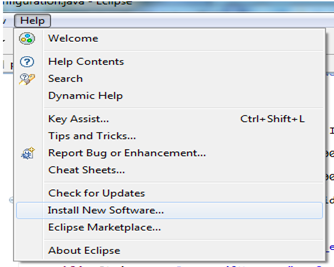 nfiguration.java - Eclipse
Help
Welcome
Help Contents
Search
Dynamic Help
Key Assist... Ctrl+Shift+L
Tips and Tricks...
Report Bug or Enhancement...
Cheat Sheets...
Check for Updates
Install New Software...
Eclipse Marketplace...
About Eclipse